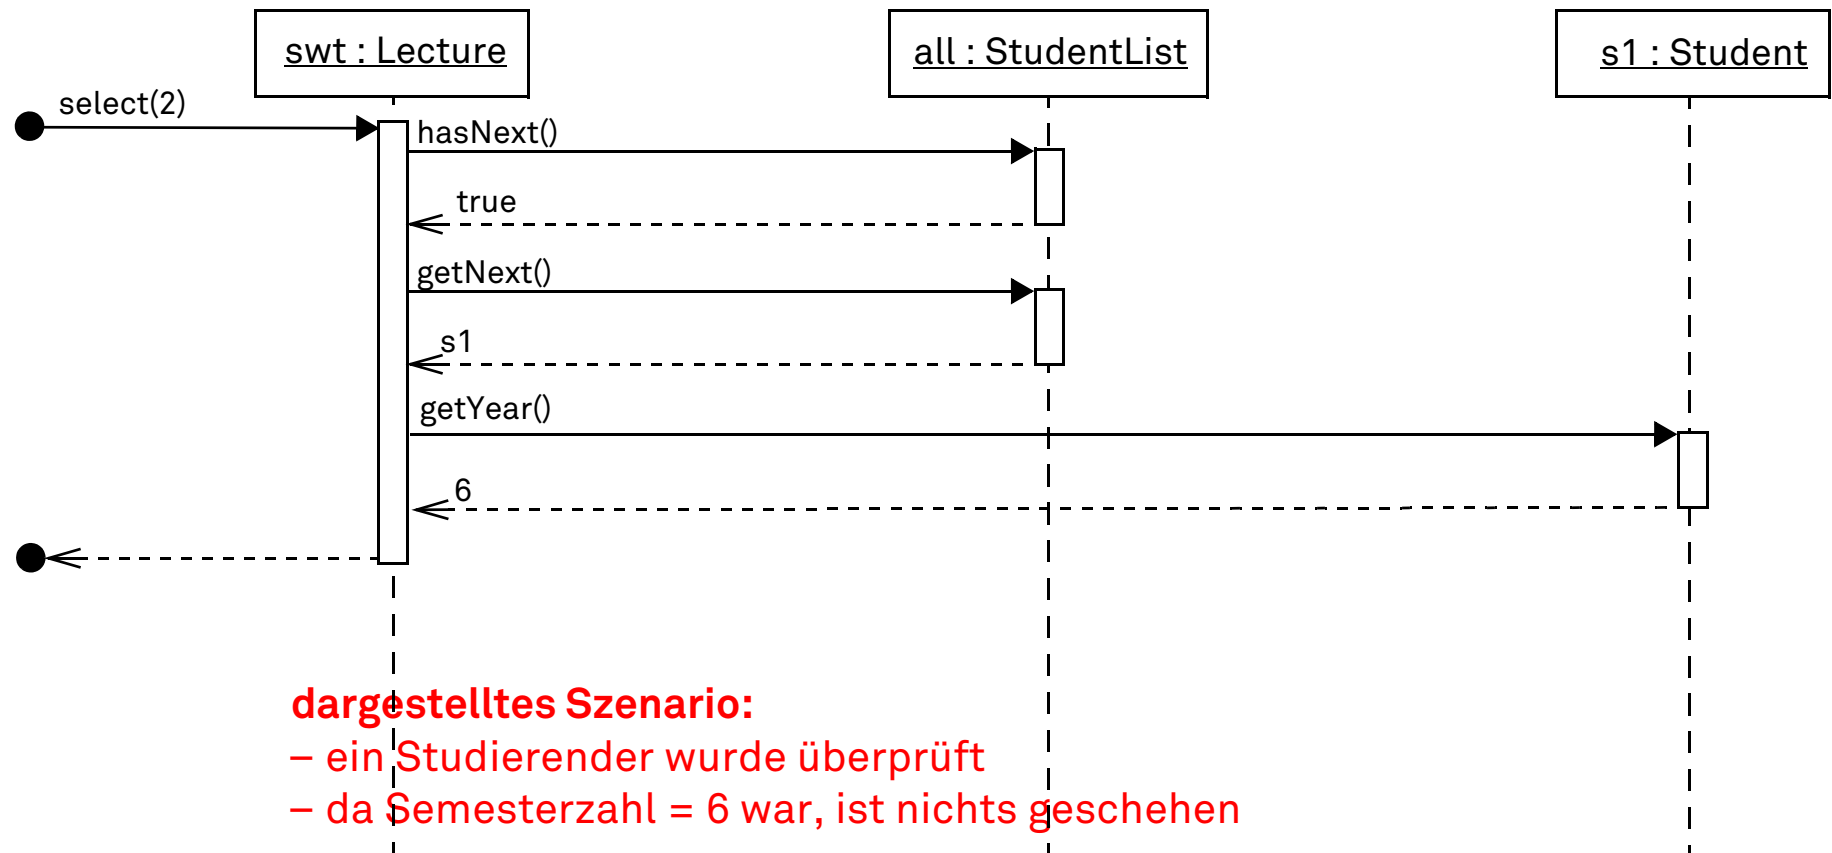 swt : Lecture
all : StudentList
s1 : Student
select(2)
hasNext()
true
getNext()
s1
getYear()
6
dargestelltes Szenario:
– ein Studierender wurde überprüft
– da Semesterzahl = 6 war, ist nichts geschehen